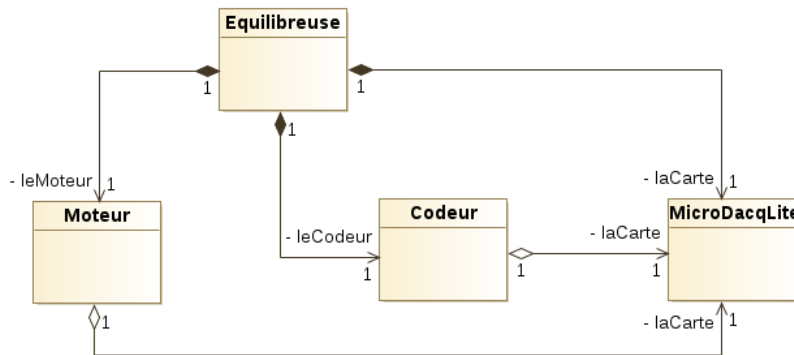 Equilibreuse
1
1
1
- leMoteur
1
Moteur
1
- leCodeur
1
Codeur
1
- laCarte
1
- laCarte
1
MicroDacqLite
- laCarte
1